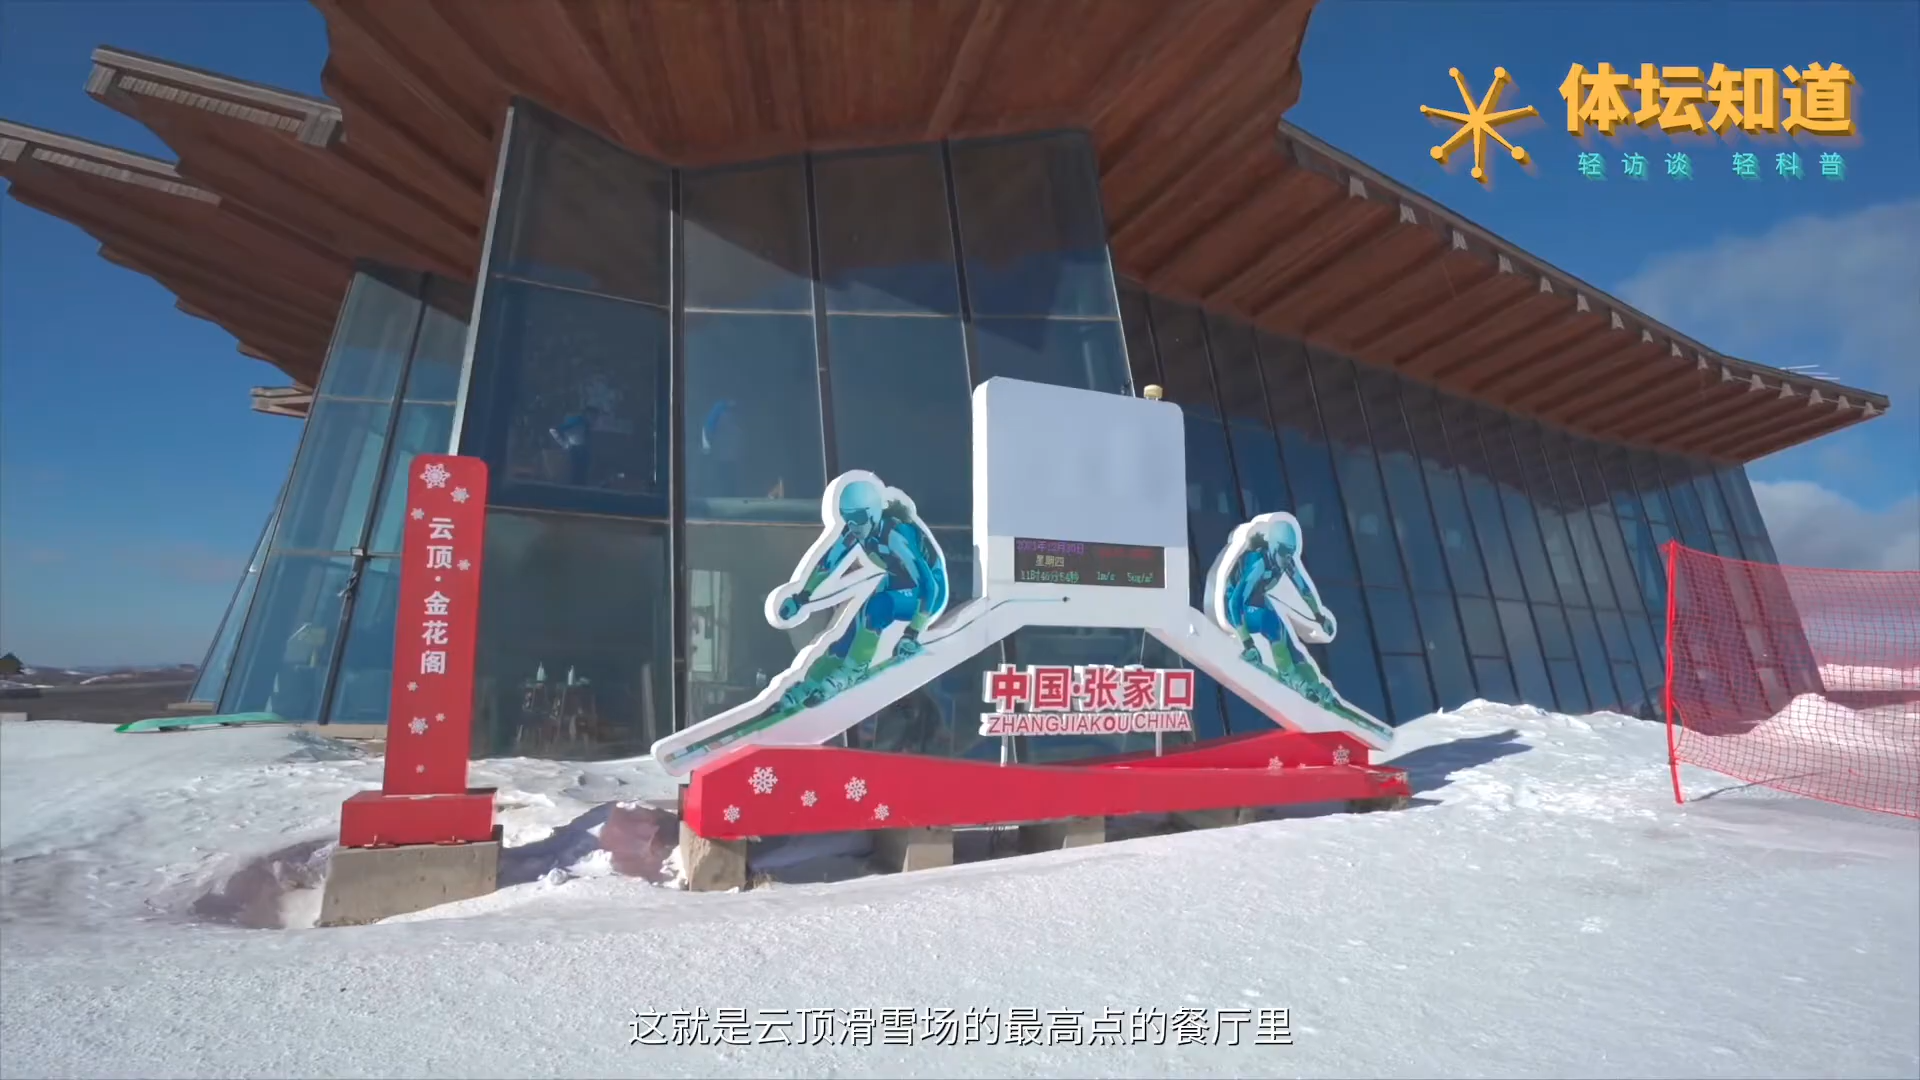 体坛知道
轻访谈 轻科普
云顶·金花阁
星期四
中国·张家口
ZHANGJIAKOU CHINA
这就是云顶滑雪场的最高点的餐厅里